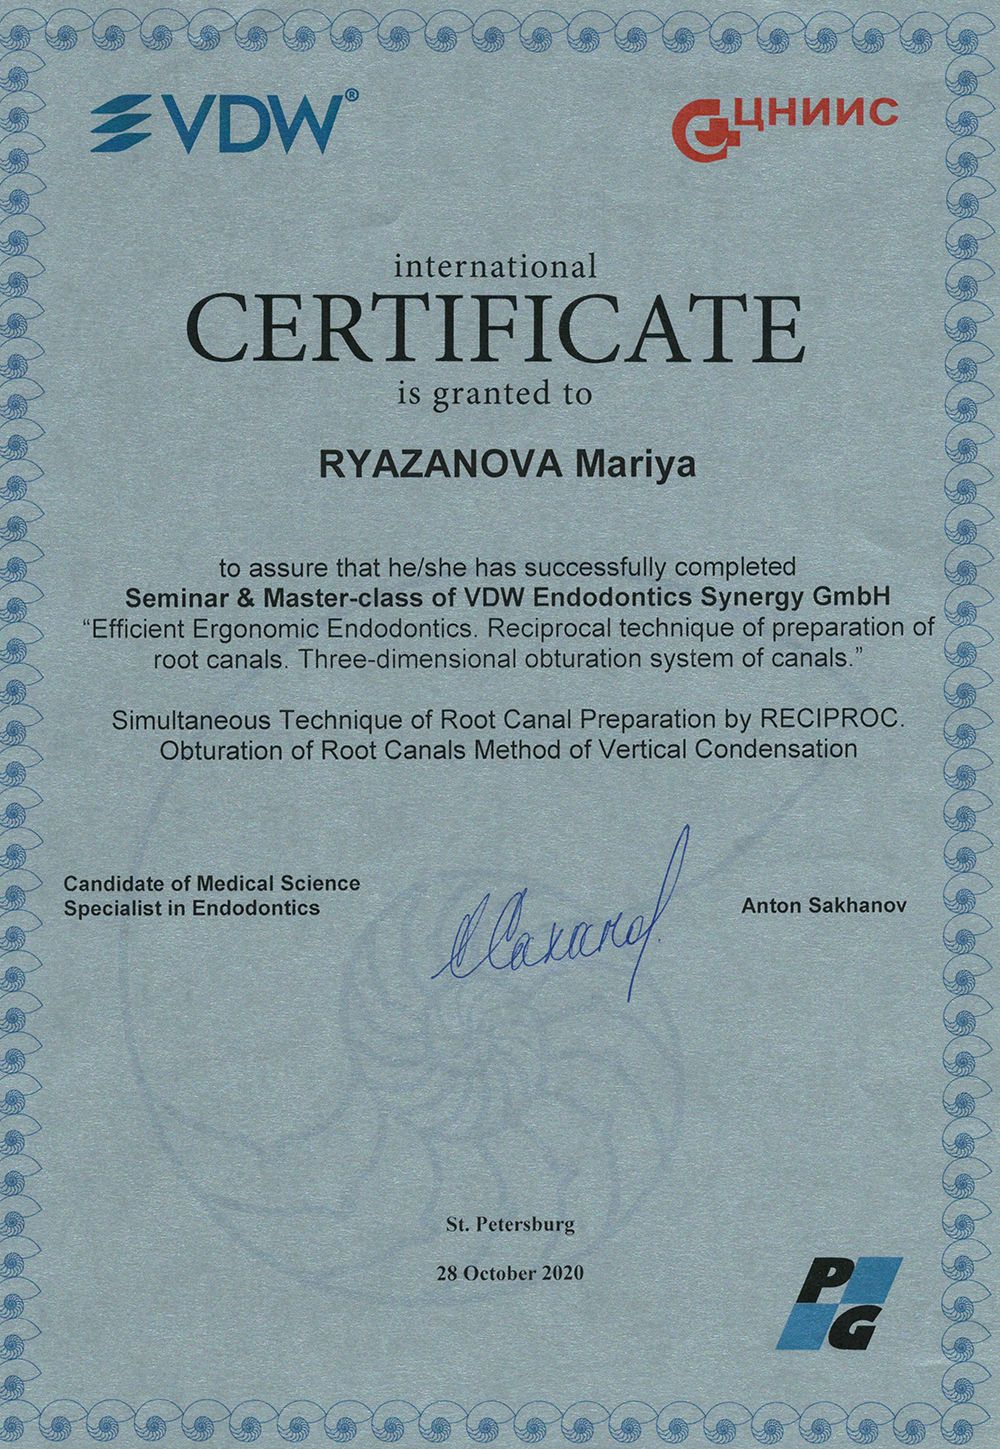 VDW®
ЦНИИС
international
CERTIFICATE
is granted to
RYAZANOVA Mariya
to assure that he/she has successfully completed
Seminar & Master-class of VDW Endodontics Synergy GmbH
“Efficient Ergonomic Endodontics. Reciprocal technique of preparation of
root canals. Three-dimensional obturation system of canals.”
Simultaneous Technique of Root Canal Preparation by RECIPROC.
Obturation of Root Canals Method of Vertical Condensation
Candidate of Medical Science
Specialist in Endodontics
Anton Sakhanov
St. Petersburg
28 October 2020
PG